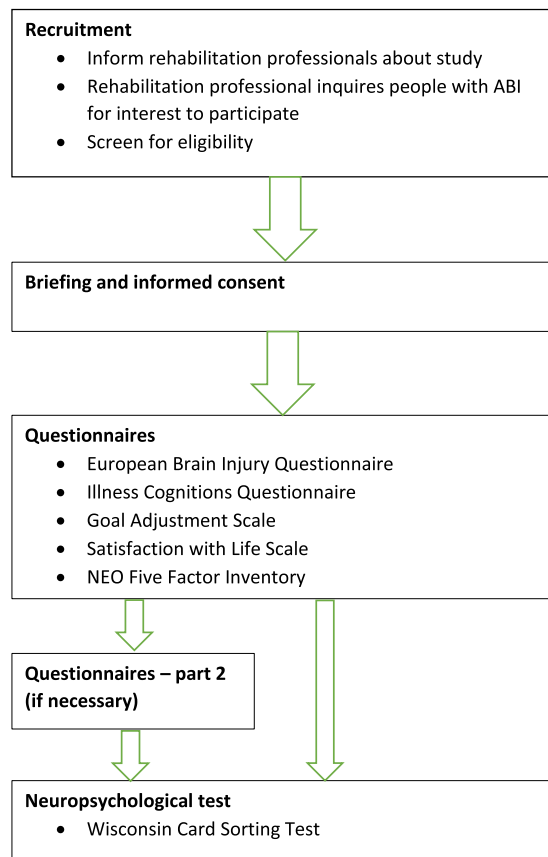 Recruitment
• Inform rehabilitation professionals about study
• Rehabilitation professional inquires people with ABI
for interest to participate
• Screen for eligibility
Briefing and informed consent
Questionnaires
• European Brain Injury Questionnaire
• Illness Cognitions Questionnaire
• Goal Adjustment Scale
• Satisfaction with Life Scale
• NEO Five Factor Inventory
Questionnaires – part 2
(if necessary)
Neuropsychological test
• Wisconsin Card Sorting Test